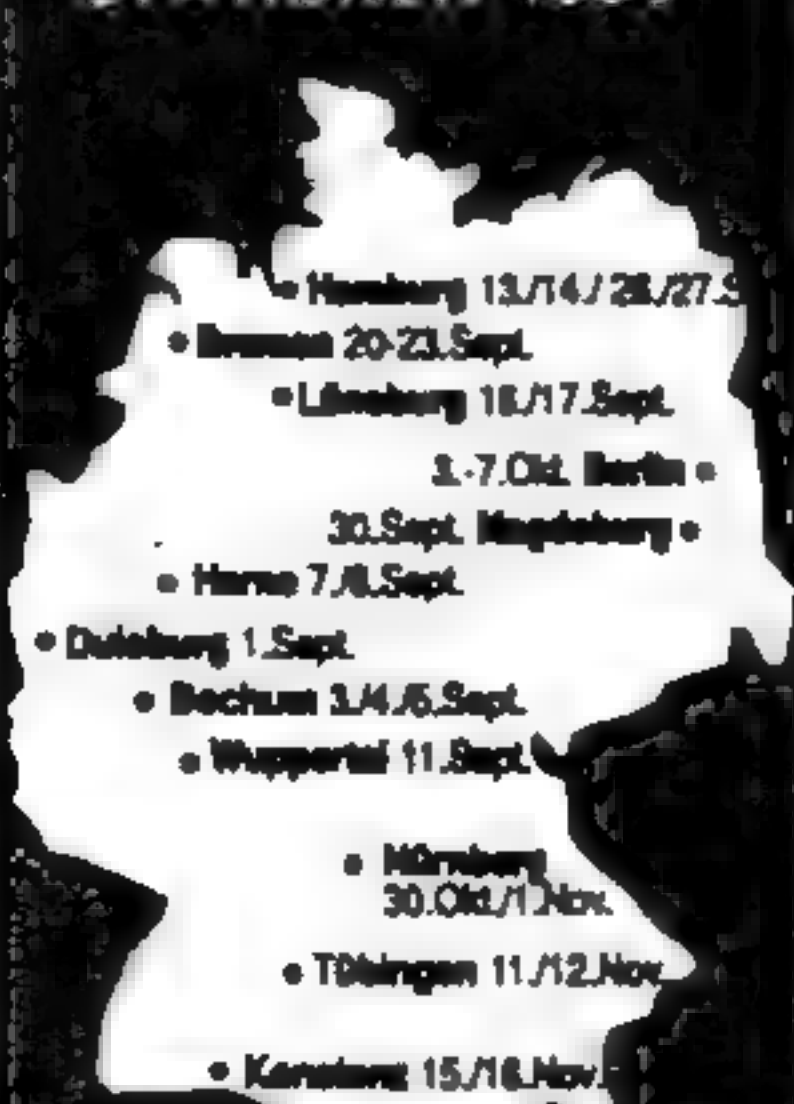 Hamburg 13./14./26./27.S
Bremen 20-23.Sept.
Lüneburg 16./17.Sept.
3.-7.Okt. Berlin
30.Sept. Magdeburg
Herne 7./8.Sept.
Duisburg 1.Sept.
Bochum 3./4./5.Sept.
Wuppertal 11.Sept.
Nürnberg
30.Okt./1.Nov.
Tübingen 11./12.Nov.
Konstanz 15./16.Nov.